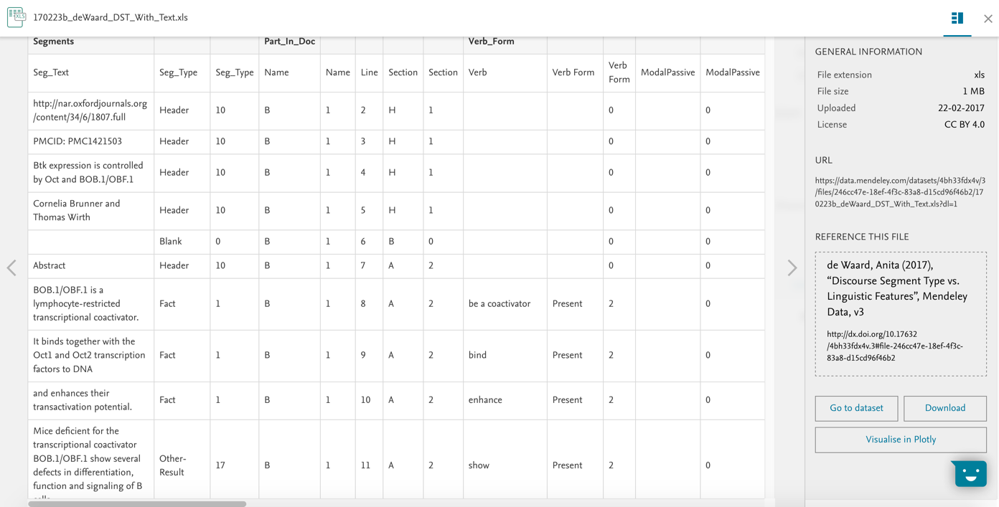 XLS
170223b_deWaard_DST_With_Text.xls
Segments Part_In_Doc Verb_Form
Seg_Text Seg_Type Seg_Type Name Name Line Section Section Verb Verb Form Verb Form ModalPassive ModalPassive
http://nar.oxfordjournals.org
/content/34/6/1807.full Header 10 B 1 2 H 1 0 0
PMCID: PMC1421503 Header 10 B 1 3 H 1 0 0
Btk expression is controlled
by Oct and BOB.1/OBF.1 Header 10 B 1 4 H 1 0 0
Cornelia Brunner and
Thomas Wirth Header 10 B 1 5 H 1 0 0
Blank 0 B 1 6 B 0 0 0
Abstract Header 10 B 1 7 A 2 0 0
BOB.1/OBF.1 is a
lymphocyte-restricted
transcriptional coactivator. Fact 1 B 1 8 A 2 be a coactivator Present 2 0
It binds together with the
Oct1 and Oct2 transcription
factors to DNA Fact 1 B 1 9 A 2 bind Present 2 0
and enhances their
transactivation potential. Fact 1 B 1 10 A 2 enhance Present 2 0
Mice deficient for the
transcriptional coactivator
BOB.1/OBF.1 show several
defects in differentiation,
function and signaling of B
Other-
Result 17 B 1 11 A 2 show Present 2 0
GENERAL INFORMATION
File extension xls
File size 1 MB
Uploaded 22-02-2017
License CC BY 4.0
URL
https://data.mendeley.com/datasets/4bh33fdx4v/3
/files/246cc47e-18ef-4f3c-83a8-d15cd96f46b2/17
0223b_deWaard_DST_With_Text.xls?dl=1
REFERENCE THIS FILE
de Waard, Anita (2017),
“Discourse Segment Type vs.
Linguistic Features”, Mendeley
Data, v3
http://dx.doi.org/10.17632
/4bh33fdx4v.3#file-246cc47e-18ef-4f3c-
83a8-d15cd96f46b2
Go to dataset
Download
Visualise in Plotly